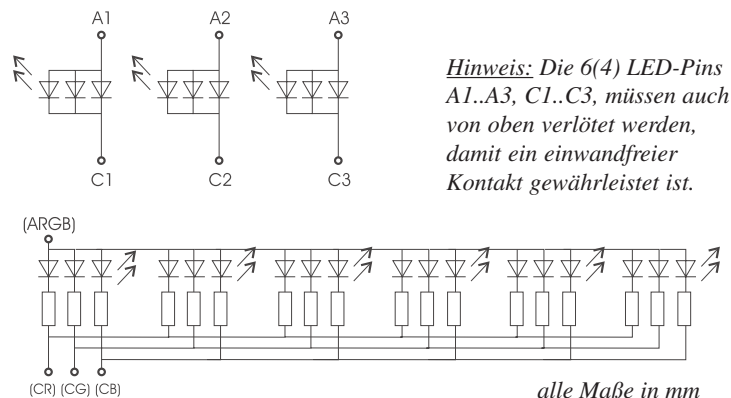 A1 A2 A3
C1 C2 C3
Hinweis: Die 6(4) LED-Pins
A1..A3, C1..C3, müssen auch
von oben verlötet werden,
damit ein einwandfreier
Kontakt gewährleistet ist.
(ARGB)
(CR) (CG) (CB)
alle Maße in mm